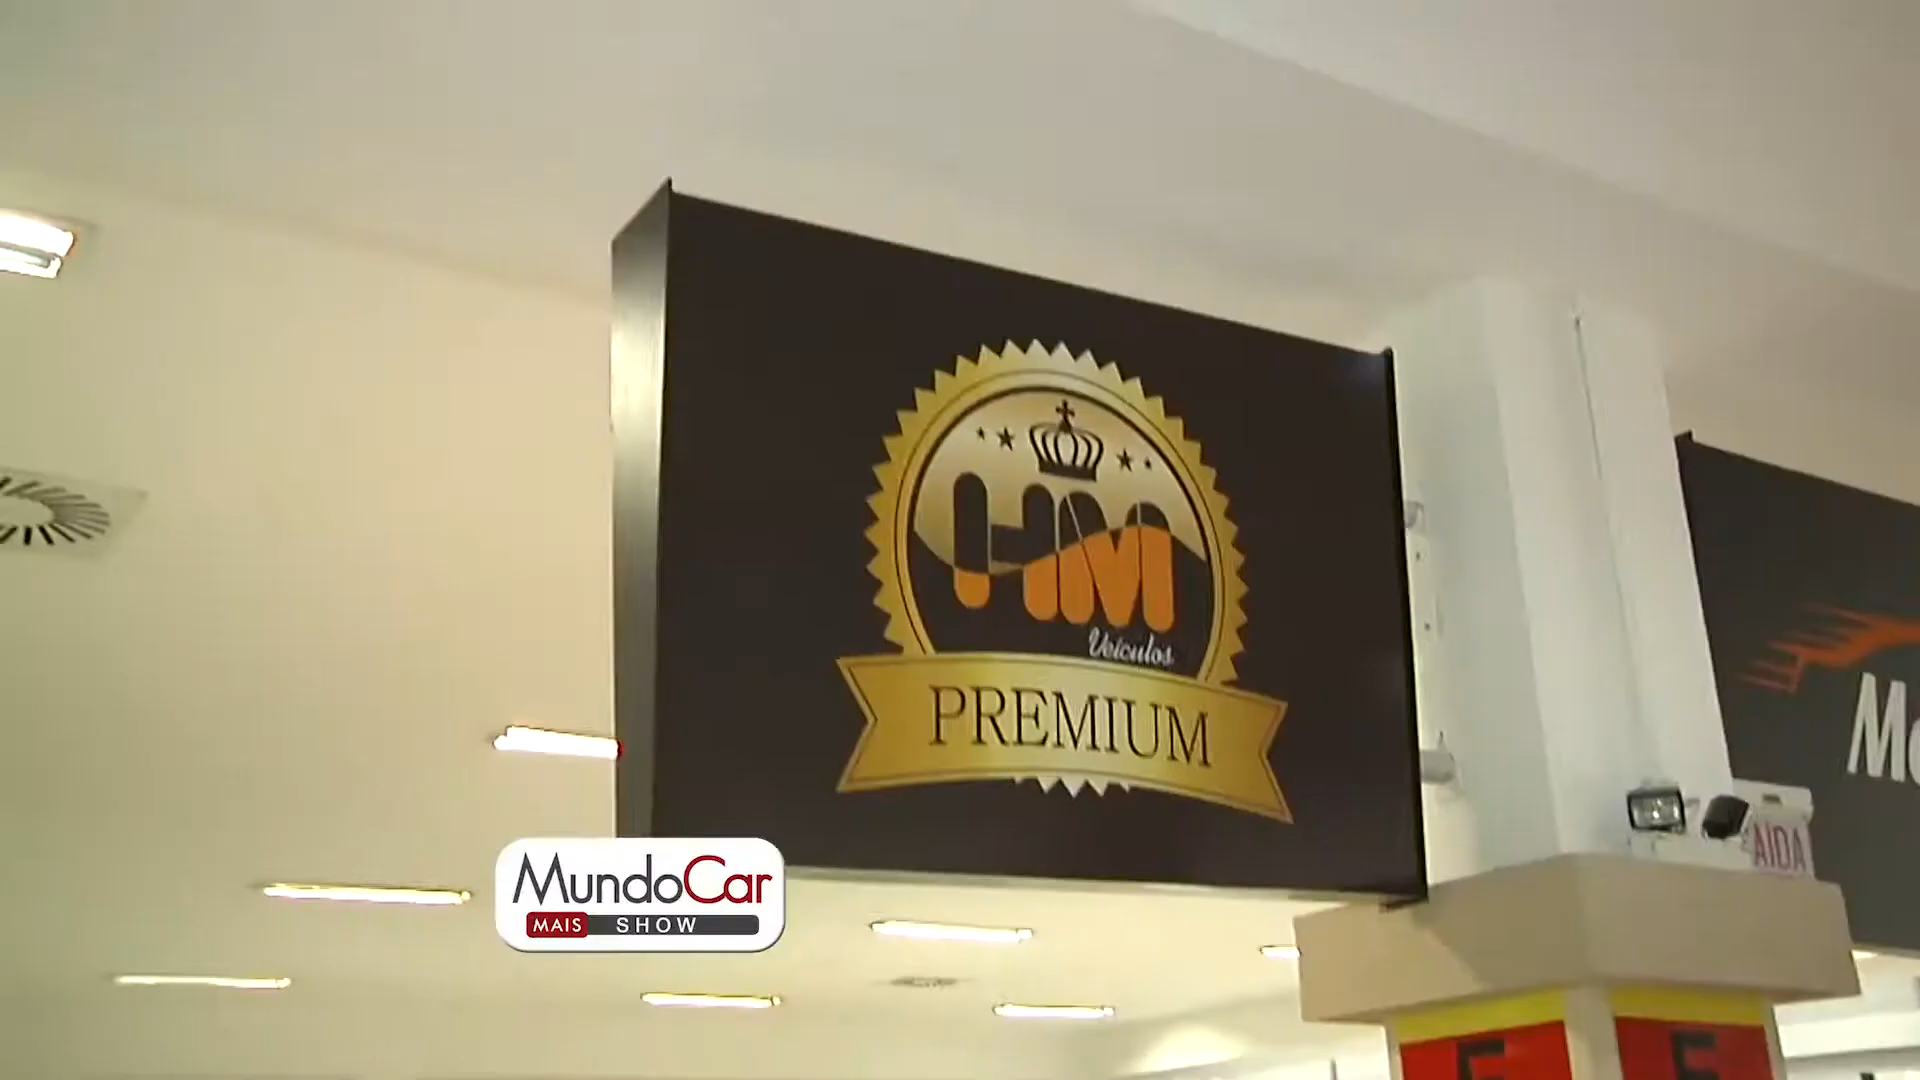 HM
Veículos
PREMIUM
AIDA
MundoCar
MAIS SHOW
E E